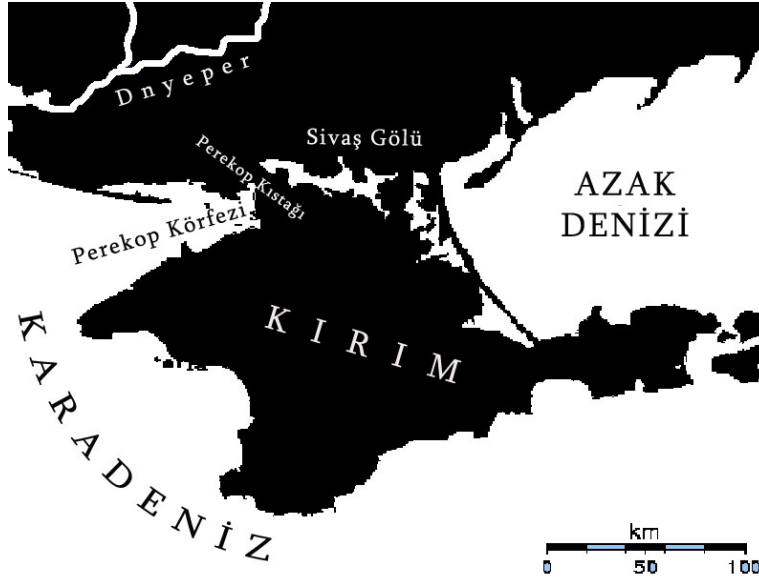 Dnyeper
Sivaş Gölü
Perekop Kıstağı
AZAK
DENİZİ
Perekop Körfezi
KIRIM
KARADENİZ
km
0 50 100